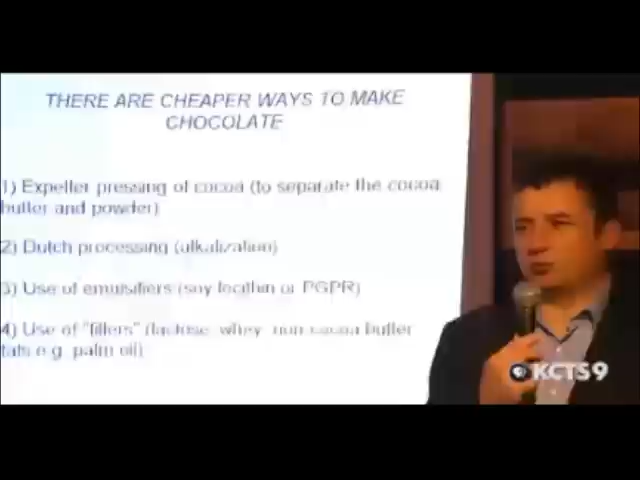 THERE ARE CHEAPER WAYS TO MAKE
CHOCOLATE
1) Expeller pressing of cocoa (to separate the cocoa
butter and powder)
2) Dutch processing (alkalization)
3) Use of emulsifiers (soy lecithin or PGPR)
4) Use of "fillers" (lactose, whey, non cocoa butter
fats e.g. palm oil)
KCTS9